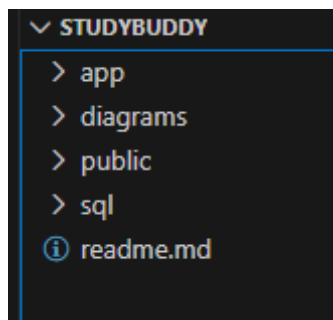 STUDYBUDDY
app
diagrams
public
sql
readme.md